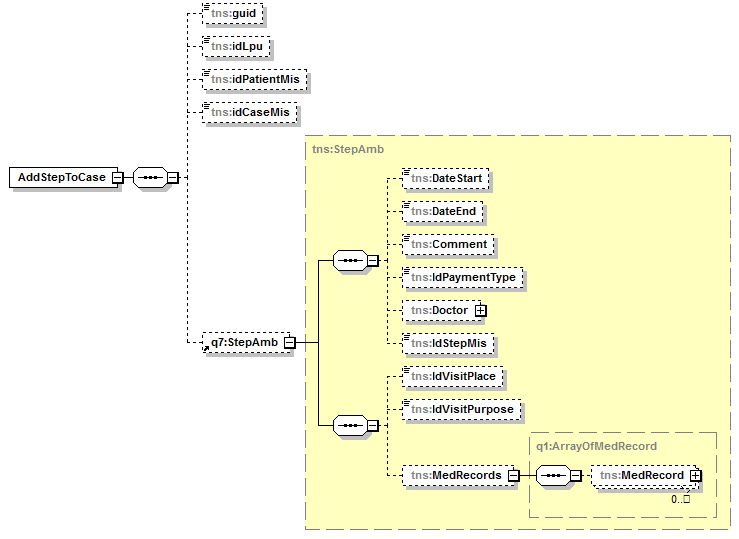 tns:guid
tns:idLpu
tns:idPatientMis
tns:idCaseMis
AddStepToCase
tns:StepAmb
tns:DateStart
tns:DateEnd
tns:Comment
tns:IdPaymentType
tns:Doctor
tns:IdStepMis
q7:StepAmb
tns:IdVisitPlace
tns:IdVisitPurpose
q1:ArrayOfMedRecord
tns:MedRecords
tns:MedRecord
0..□